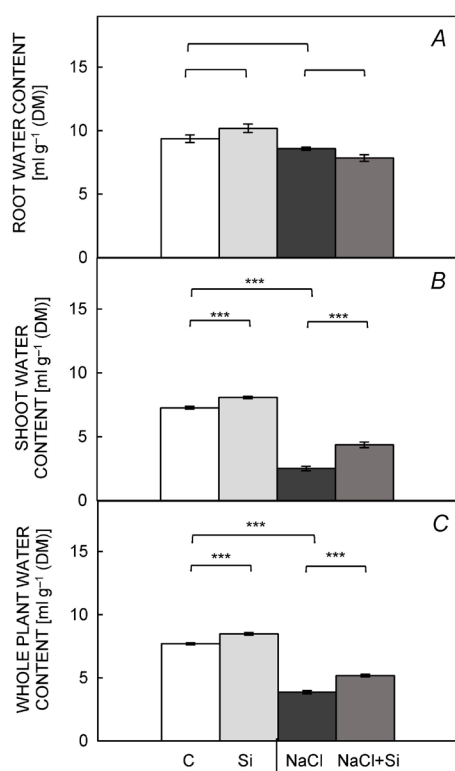 A
ROOT WATER CONTENT
[ml g⁻¹ (DM)]
15
10
5
0
B
SHOOT WATER
CONTENT [ml g⁻¹ (DM)]
***
***
***
15
10
5
0
C
WHOLE PLANT WATER
CONTENT [ml g⁻¹ (DM)]
***
***
***
15
10
5
0
C Si NaCl NaCl+Si